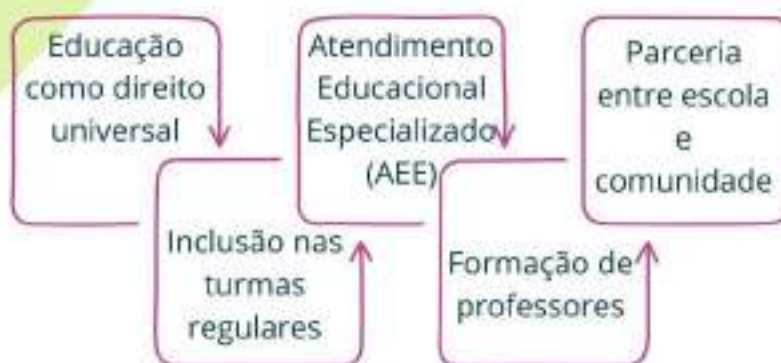 Educação
como direito
universal
Inclusão nas
turmas
regulares
Atendimento
Educacional
Especializado
(AEE)
Formação de
professores
Parceria
entre escola
e
comunidade